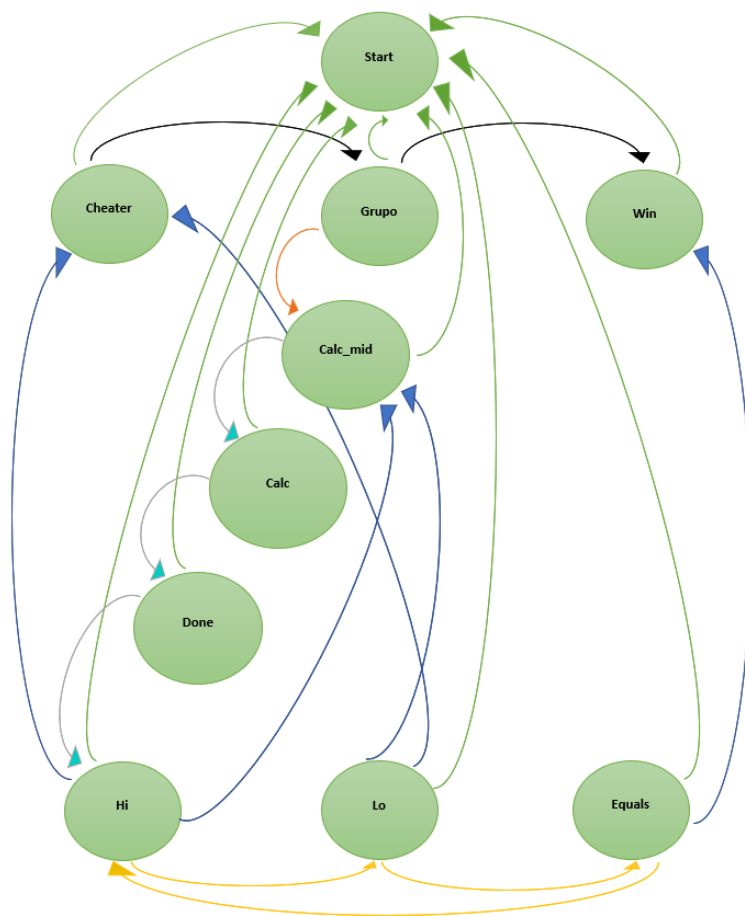 Start
Cheater
Grupo
Win
Calc_mid
Calc
Done
Hi
Lo
Equals